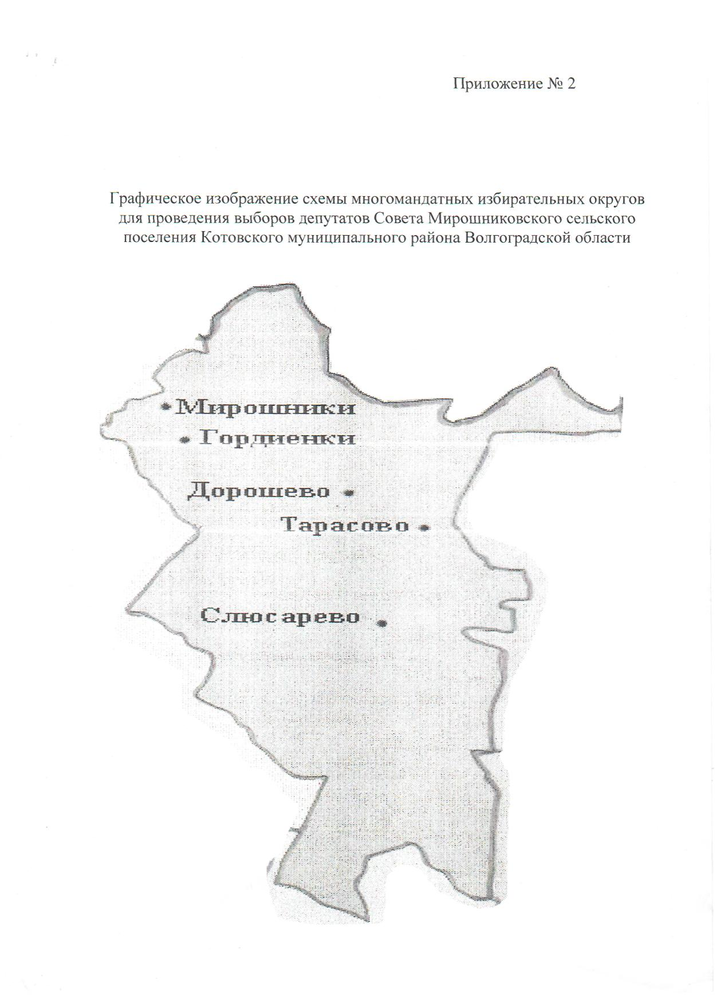 Приложение № 2
Графическое изображение схемы многомандатных избирательных округов
для проведения выборов депутатов Совета Мирошниковского сельского
поселения Котовского муниципального района Волгоградской области
Мирошники
Гордиенки
Дорошево
Тарасово
Слюсарево